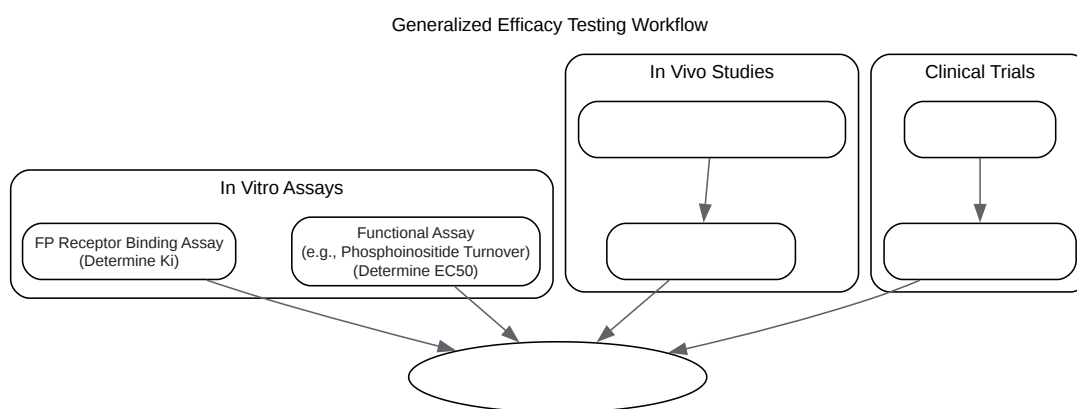 Generalized Efficacy Testing Workflow
In Vivo Studies
Clinical Trials
In Vitro Assays
FP Receptor Binding Assay
(Determine Ki)
Functional Assay
(e.g., Phosphoinositide Turnover)
(Determine EC50)